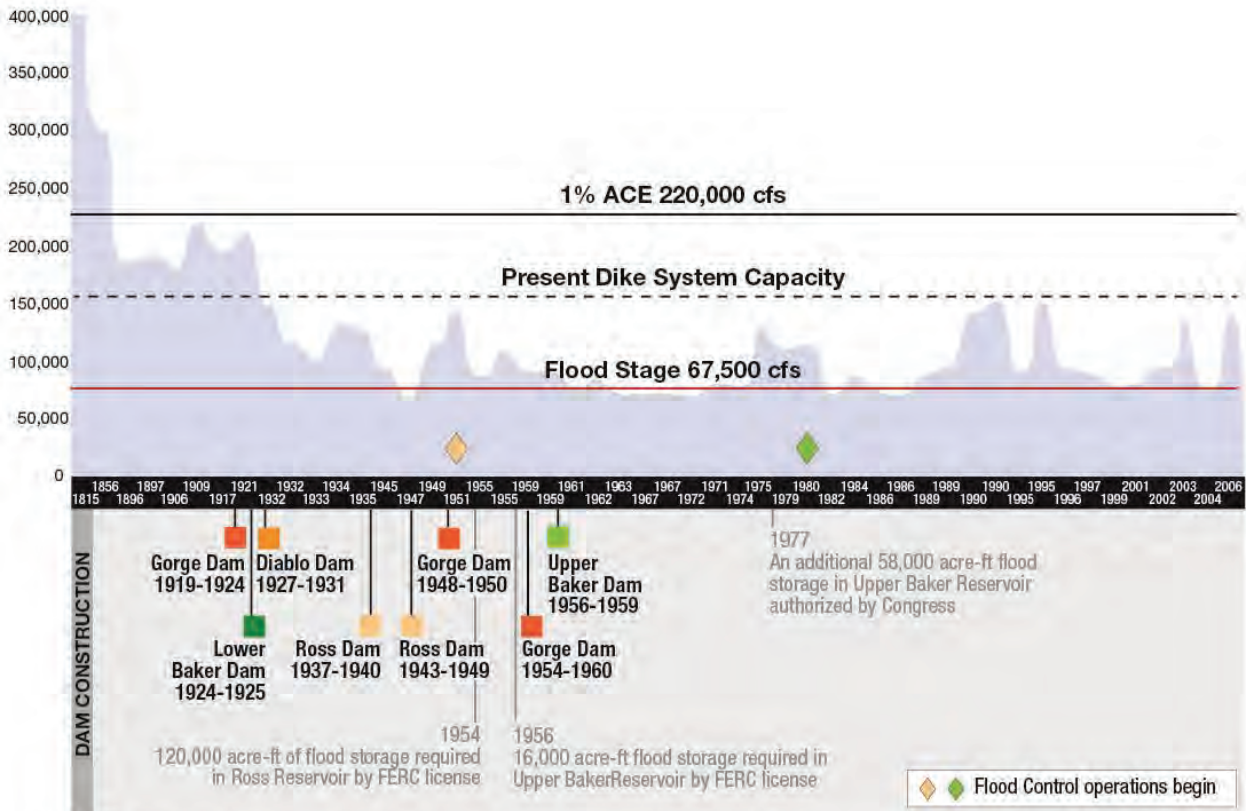 400,000
350,000
300,000
250,000
200,000
150,000
100,000
50,000
0
1% ACE 220,000 cfs
Present Dike System Capacity
Flood Stage 67,500 cfs
1856 1897 1909 1921 1932 1934 1945 1949 1955 1959 1961 1963 1967 1971 1975 1980 1984 1986 1990 1995 1997 2001 2003 2006
1815 1896 1906 1917 1932 1933 1935 1947 1951 1955 1959 1962 1967 1972 1974 1979 1982 1986 1989 1995 1996 1999 2002 2004
DAM CONSTRUCTION
Gorge Dam
1919-1924
Diablo Dam
1927-1931
Gorge Dam
1948-1950
Upper
Baker Dam
1956-1959
1977
An additional 58,000 acre-ft flood
storage in Upper Baker Reservoir
authorized by Congress
Lower
Baker Dam
1924-1925
Ross Dam
1937-1940
Ross Dam
1943-1949
Gorge Dam
1954-1960
1954
120,000 acre-ft of flood storage required
in Ross Reservoir by FERC license
1956
16,000 acre-ft flood storage required in
Upper BakerReservoir by FERC license
Flood Control operations begin